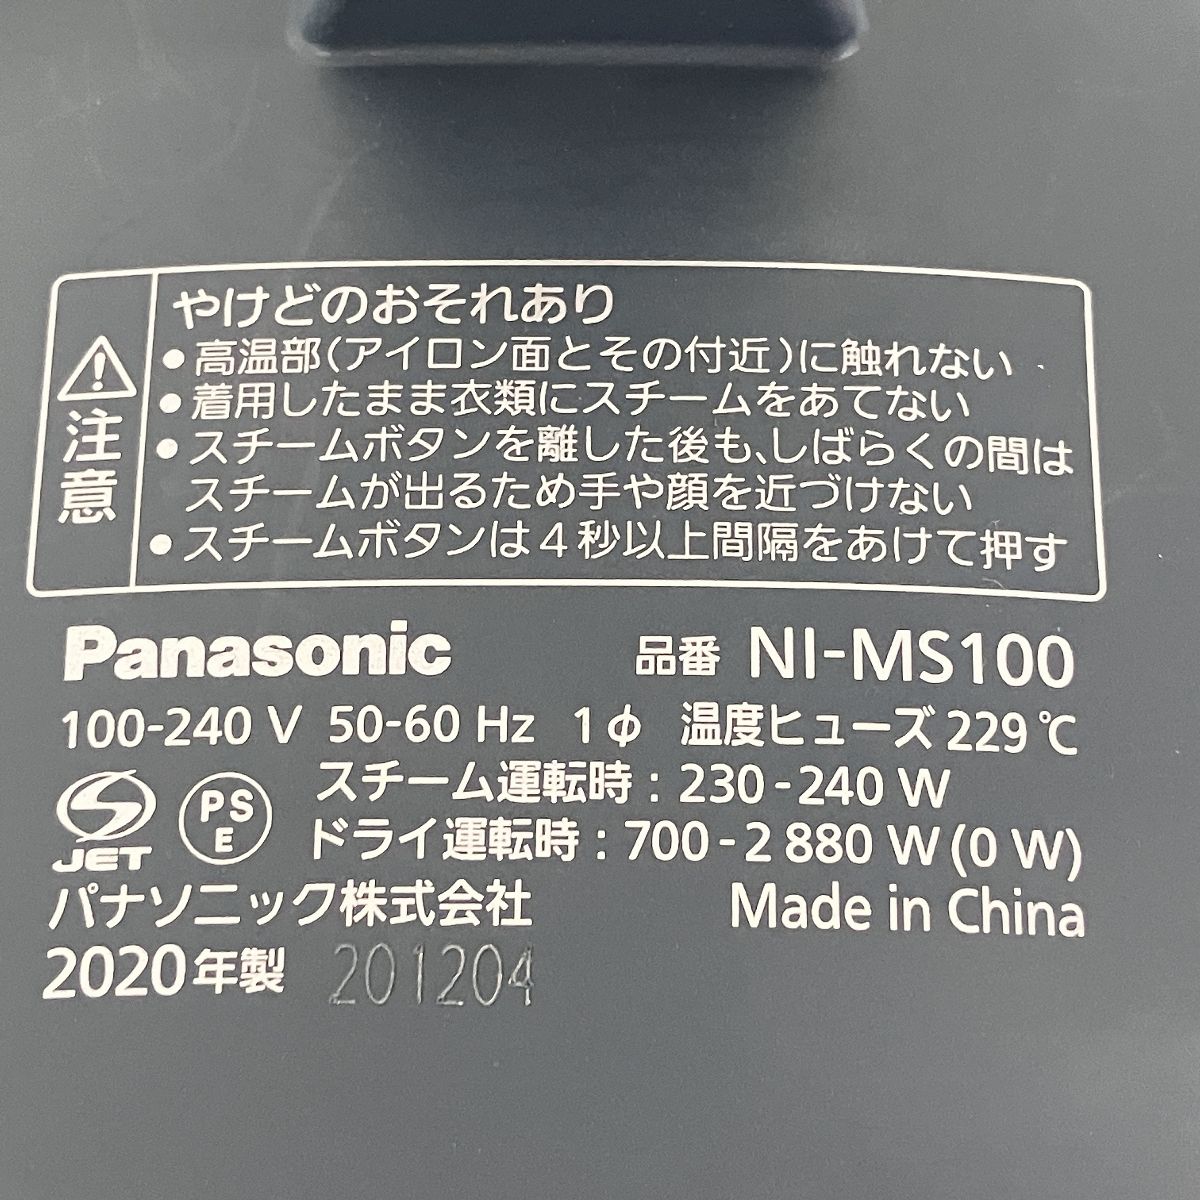 やけどのおそれあり
●高温部(アイロン面とその付近)に触れない
●着用したまま衣類にスチームをあてない
●スチームボタンを離した後も、しばらくの間は
スチームが出るため手や顔を近づけない
●スチームボタンは4秒以上間隔をあけて押す
注意
Panasonic 品番 NI-MS100
100-240 V 50-60 Hz 1φ 温度ヒューズ 229℃
スチーム運転時 : 230-240 W
PS
E
JET
ドライ運転時 : 700-2 880 W (0 W)
パナソニック株式会社 Made in China
2020年製 201204